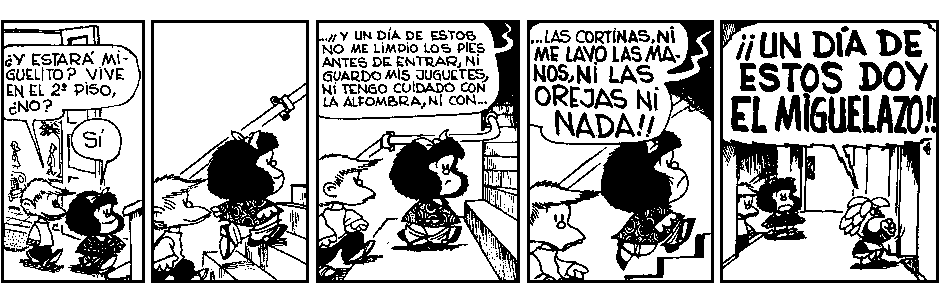 ¿Y ESTARÁ MI-
GUELITO? VIVE
EN EL 2º PISO,
¿NO?
SÍ
...¡¡Y UN DÍA DE ESTOS
NO ME LIMPIO LOS PIES
ANTES DE ENTRAR, NI
GUARDO MIS JUGUETES,
NI TENGO CUIDADO CON
LA ALFOMBRA, NI CON...
...LAS CORTINAS, NI
ME LAVO LAS MA-
NOS, NI LAS
OREJAS NI
NADA!!
¡¡UN DÍA DE
ESTOS DOY
EL MIGUELAZO!!